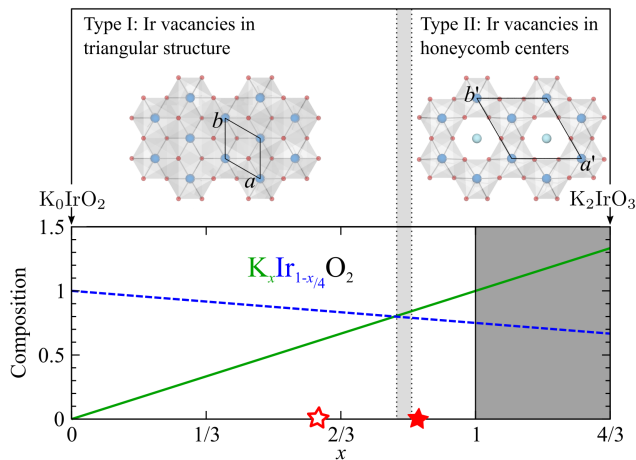 Type I: Ir vacancies in
triangular structure
Type II: Ir vacancies in
honeycomb centers
b
a
b'
a'
K₀IrO₂
K₂IrO₃
KₓIr₁₋ₓ/₄O₂
Composition
1.5
1
0.5
0
0
1/3
2/3
1
4/3
x